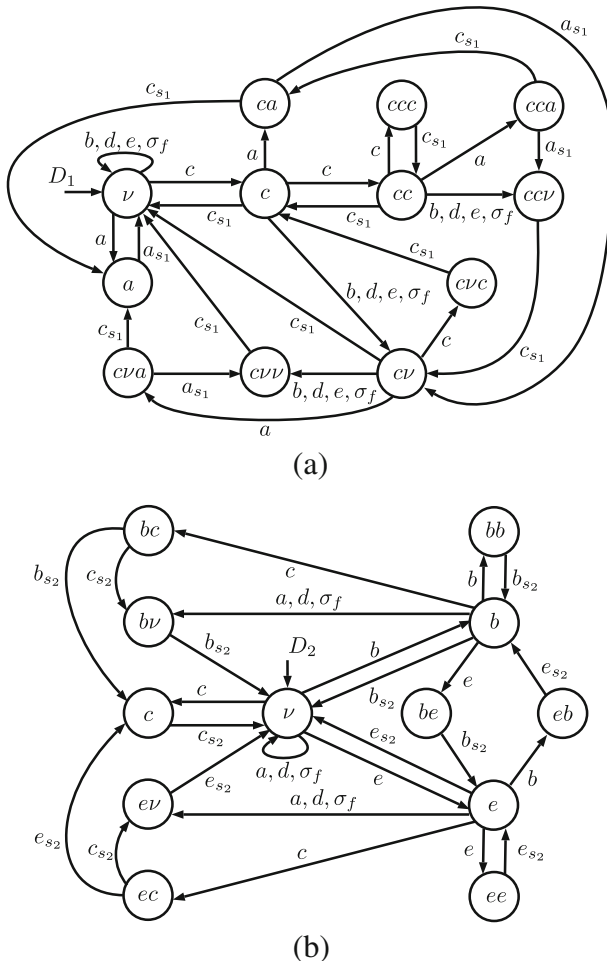 a_{s_1}
c_{s_1}
ca
ccc
cca
c_{s_1}
b, d, e, σ_f
c
c_{s_1}
a
a
a_{s_1}
D_1
ν
c
c
c
cc
ccν
c_{s_1}
c_{s_1}
b, d, e, σ_f
a
a_{s_1}
c_{s_1}
a
b, d, e, σ_f
cνc
c_{s_1}
c_{s_1}
c_{s_1}
c
c_{s_1}
cνa
cνν
cν
a_{s_1}
b, d, e, σ_f
a
(a)
bc
bb
b_{s_2}
c_{s_2}
c
b
b_{s_2}
a, d, σ_f
bν
b
b_{s_2}
D_2
b
e
e_{s_2}
c
b_{s_2}
c
ν
be
eb
c_{s_2}
e_{s_2}
b_{s_2}
e_{s_2}
a, d, σ_f
e
b
eν
a, d, σ_f
e
e_{s_2}
c_{s_2}
c
e
e_{s_2}
ec
ee
(b)